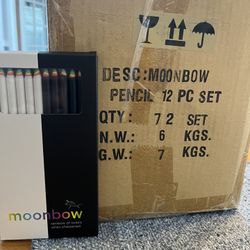 DESC:MOONBOW
PENCIL 12 PC SET
QTY: 72 SET
N.W.: 6 KGS.
G.W.: 7 KGS.
moonbow